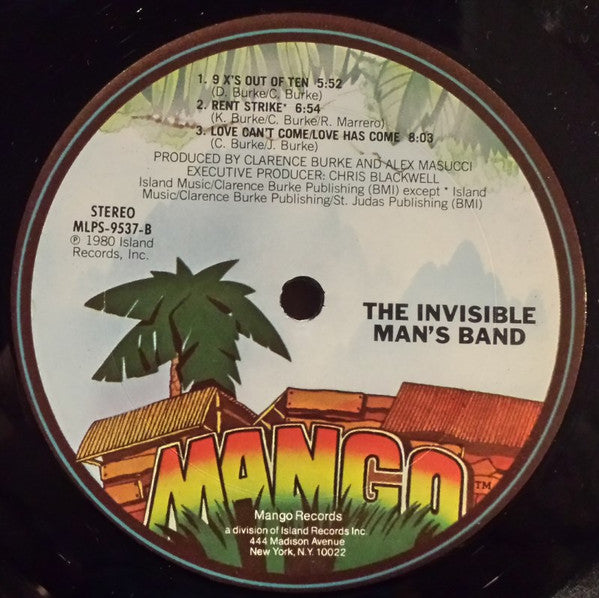 1. 9 X'S OUT OF TEN 5:52
(D. Burke/C. Burke)
2. RENT STRIKE* 6:54
(K. Burke/C. Burke/R. Marrero)
3. LOVE CAN'T COME/LOVE HAS COME 8:03
(C. Burke/J. Burke)
PRODUCED BY CLARENCE BURKE AND ALEX MASUCCI
EXECUTIVE PRODUCER: CHRIS BLACKWELL
Island Music/Clarence Burke Publishing (BMI) except * Island
Music/Clarence Burke Publishing/St. Judas Publishing (BMI)
STEREO
MLPS-9537-B
℗ 1980 Island
Records, Inc.
THE INVISIBLE
MAN'S BAND
MANGO TM
Mango Records
a division of Island Records Inc.
444 Madison Avenue
New York, N.Y. 10022